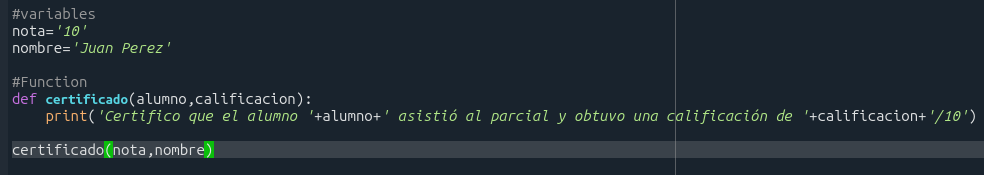 #variables
nota='10'
nombre='Juan Perez'
#Function
def certificado(alumno,calificacion):
    print('Certifico que el alumno '+alumno+' asistió al parcial y obtuvo una calificación de '+calificacion+'/10')
certificado(nota,nombre)